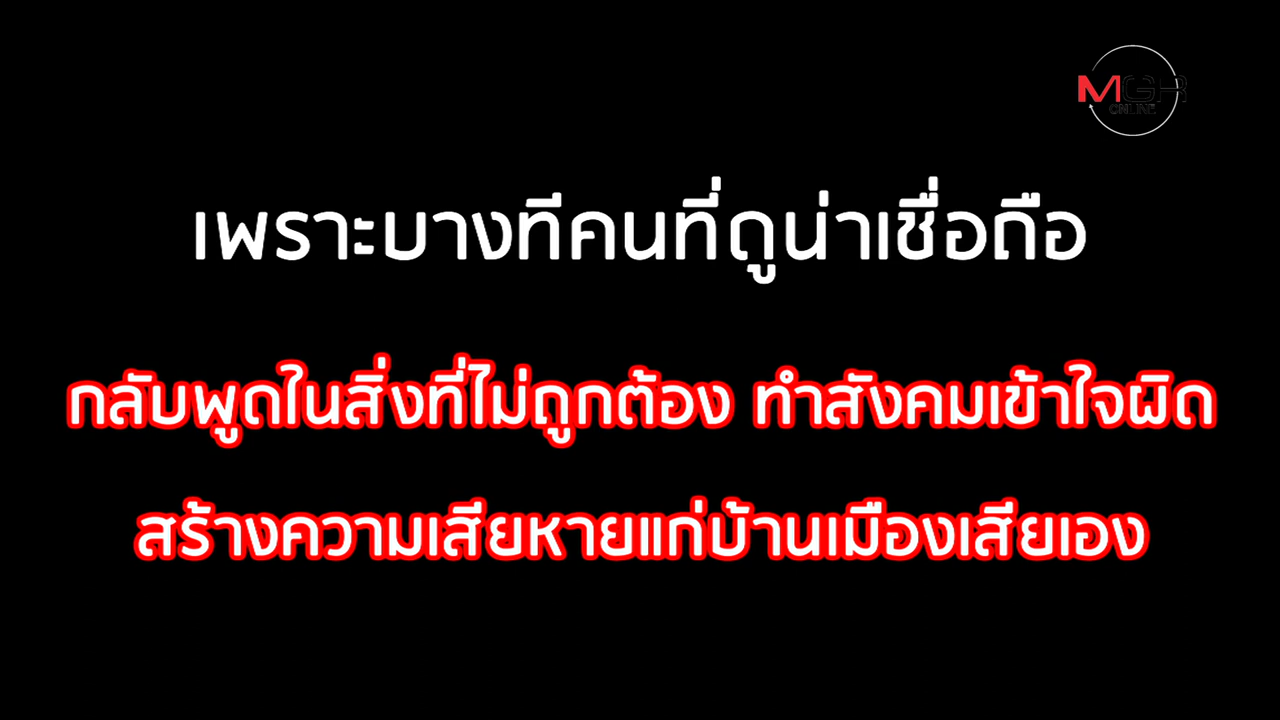 MGR
ONLINE
เพราะบางทีคนที่ดูน่าเชื่อถือ
กลับพูดในสิ่งที่ไม่ถูกต้อง ทำสังคมเข้าใจผิด
สร้างความเสียหายแก่บ้านเมืองเสียเอง